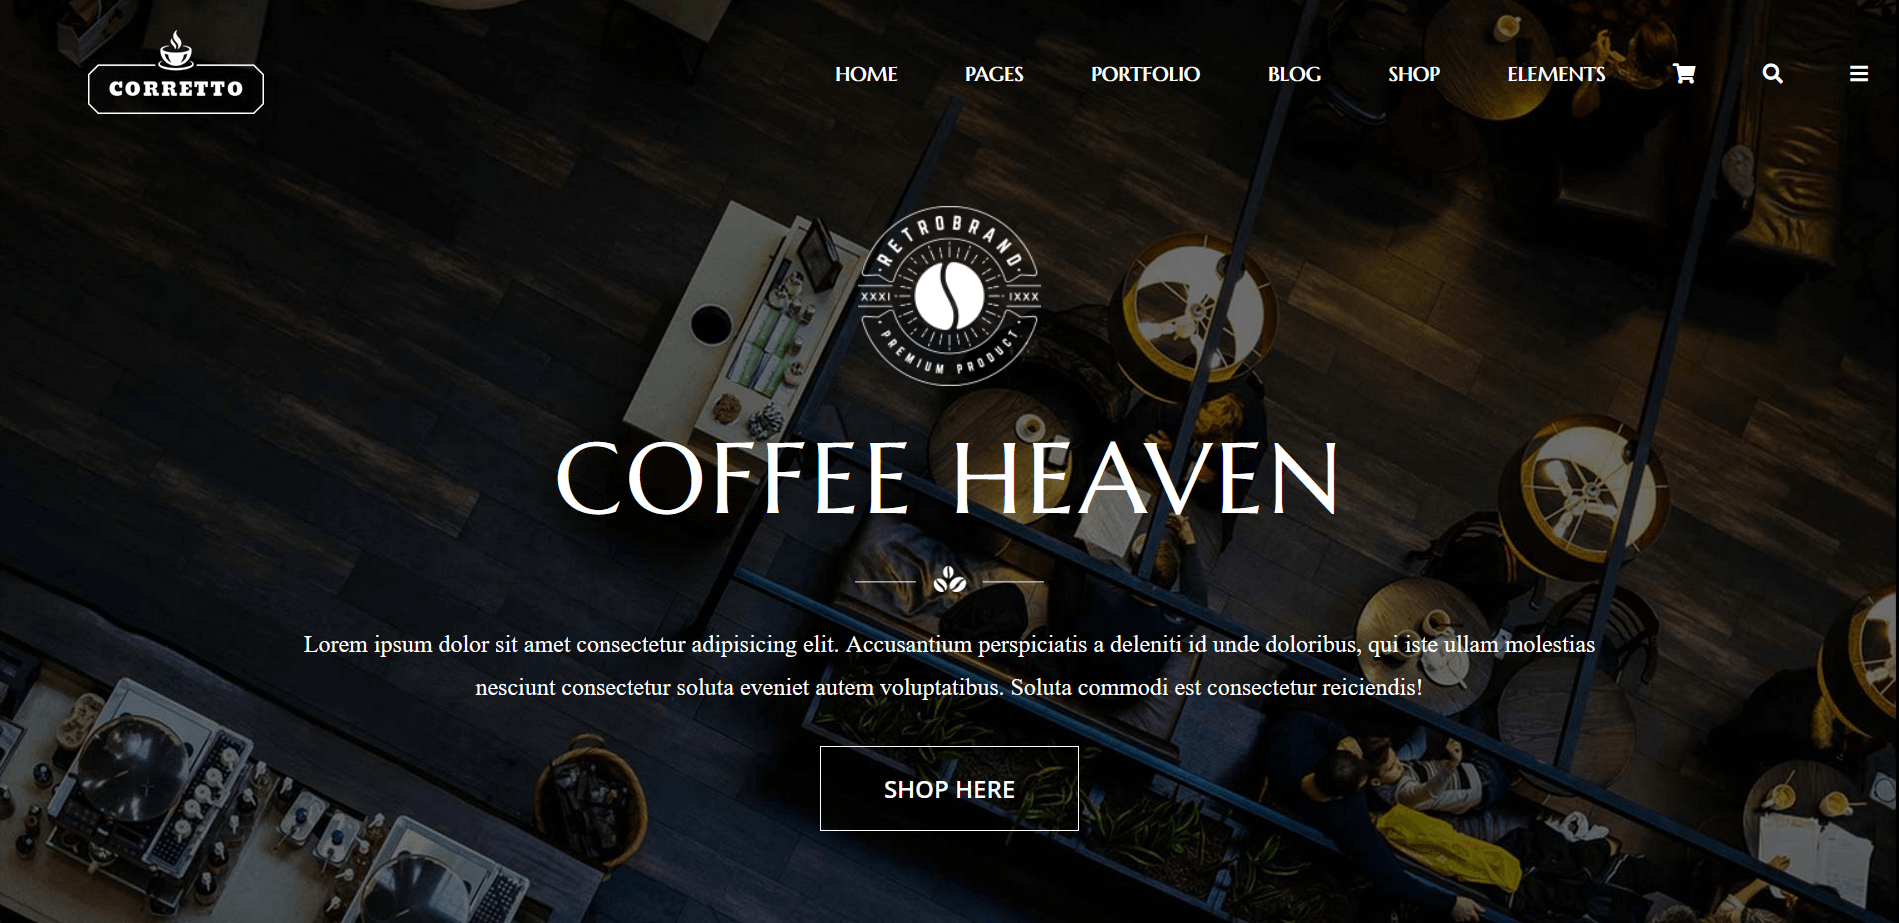 CORRETTO
HOME PAGES PORTFOLIO BLOG SHOP ELEMENTS
RETROBRAND
XXXI IXXX
PREMIUM PRODUCT
COFFEE HEAVEN
Lorem ipsum dolor sit amet consectetur adipisicing elit. Accusantium perspiciatis a deleniti id unde doloribus, qui iste ullam molestias
nesciunt consectetur soluta eveniet autem voluptatibus. Soluta commodi est consectetur reiciendis!
SHOP HERE